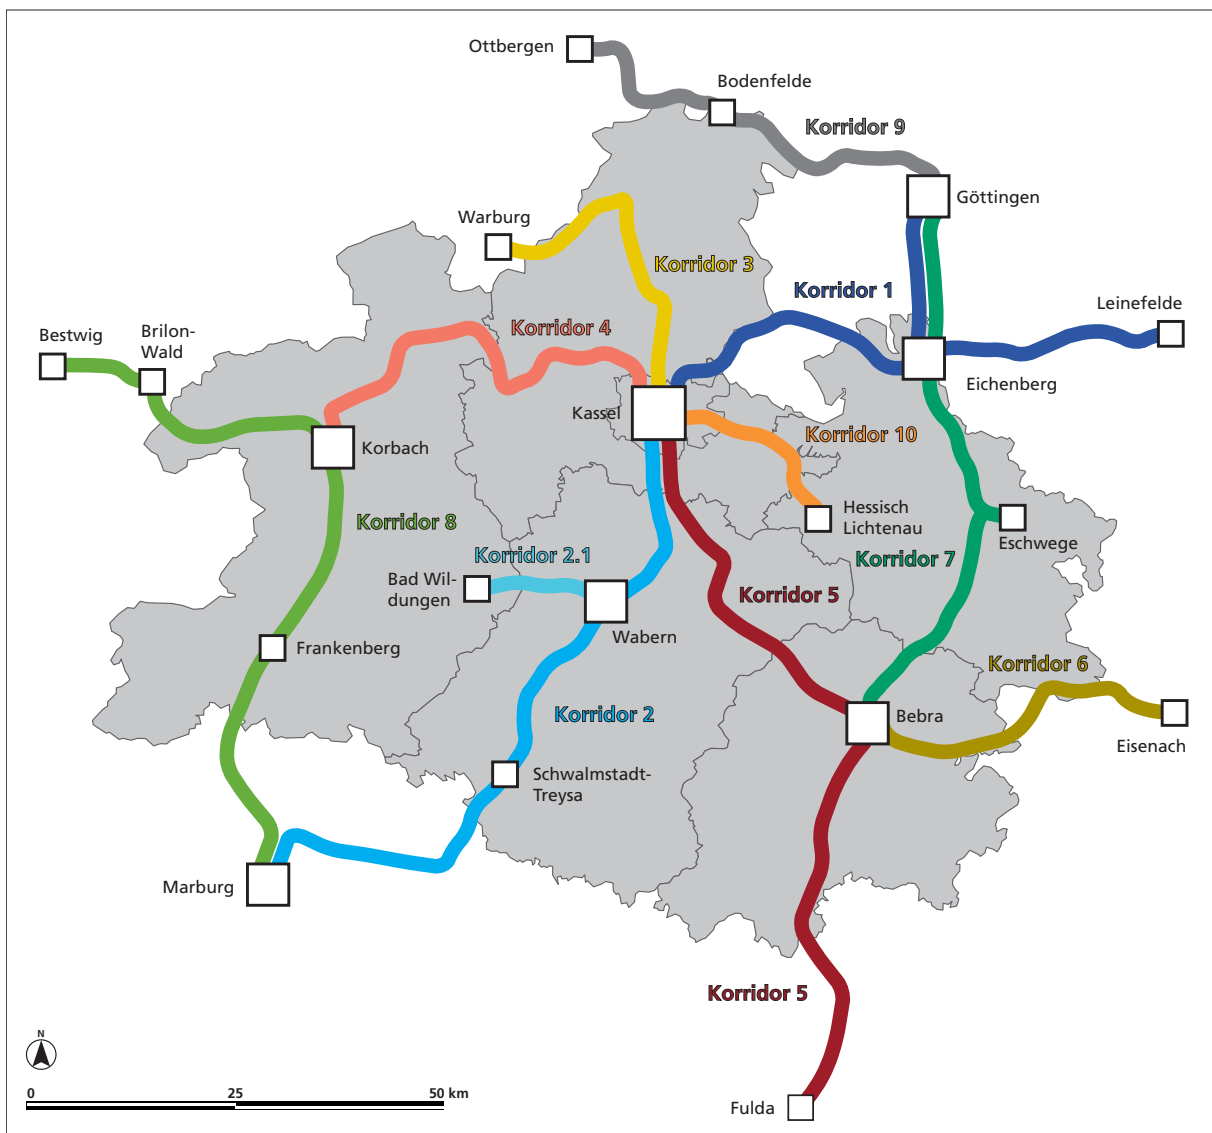 Ottbergen
Bodenfelde
Korridor 9
Göttingen
Warburg
Korridor 3
Korridor 1
Leinefelde
Bestwig
Brilon-
Wald
Korridor 4
Eichenberg
Kassel
Korbach
Korridor 10
Korridor 8
Hessisch
Lichtenau
Eschwege
Korridor 2.1
Korridor 7
Bad Wil-
dungen
Korridor 5
Wabern
Frankenberg
Korridor 6
Korridor 2
Bebra
Eisenach
Schwalmstadt-
Treysa
Marburg
Korridor 5
N
0 25 50 km
Fulda